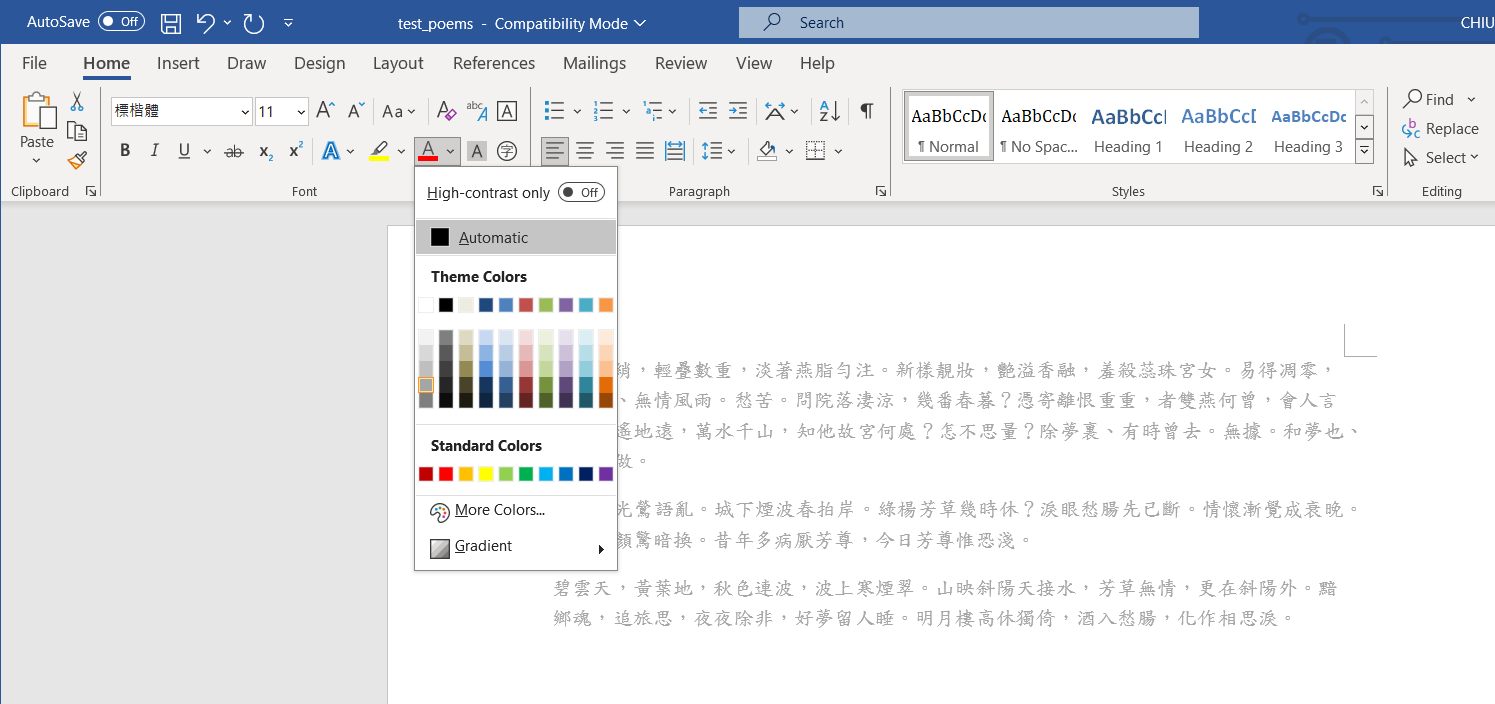 AutoSave Off test_poems - Compatibility Mode Search CHIU
File Home Insert Draw Design Layout References Mailings Review View Help
Paste
標楷體 11
AaBbCcDc AaBbCcDc AaBbCcI AaBbCcD AaBbCcDc
¶ Normal ¶ No Spac... Heading 1 Heading 2 Heading 3
Find
Replace
Select
Clipboard Font Paragraph Styles Editing
High-contrast only Off
Automatic
Theme Colors
Standard Colors
More Colors...
Gradient
，輕疊數重，淡著燕脂勻注。新樣靚妝，艷溢香融，羞殺蕊珠宮女。易得凋零，
、無情風雨。愁苦。問院落淒涼，幾番春暮？憑寄離恨重重，者雙燕何曾，會人言
遙地遠，萬水千山，知他故宮何處？怎不思量？除夢裏、有時曾去。無據。和夢也、
做。
光鶯語亂。城下煙波春拍岸。綠楊芳草幾時休？淚眼愁腸先已斷。情懷漸覺成衰晚。
顏驚暗換。昔年多病厭芳尊，今日芳尊惟恐淺。
碧雲天，黃葉地，秋色連波，波上寒煙翠。山映斜陽天接水，芳草無情，更在斜陽外。黯
鄉魂，追旅思，夜夜除非，好夢留人睡。明月樓高休獨倚，酒入愁腸，化作相思淚。